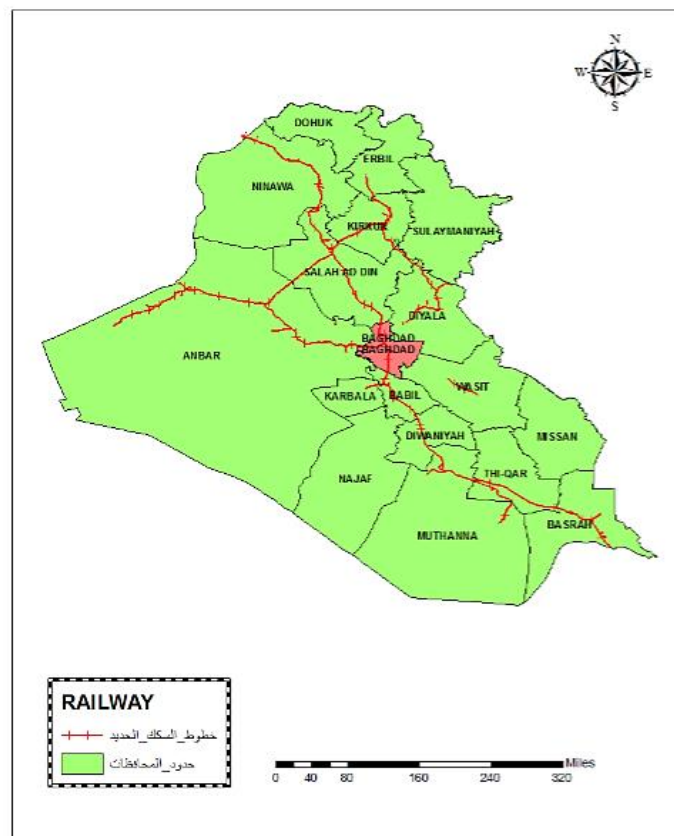 N
W E
S
DOHUK
ERBIL
NINAWA
KIRKUK
SULAYMANIYAH
SALAH AD DIN
DIYALA
BAGHDAD
BAGHDAD
ANBAR
WASIT
KARBALA
BABIL
DIWANIYAH
MISSAN
THI-QAR
NAJAF
BASRAH
MUTHANNA
RAILWAY
خطوط_السكك_الحديد
حدود_المحافظات
Miles
0 20 40 80 160 240 320